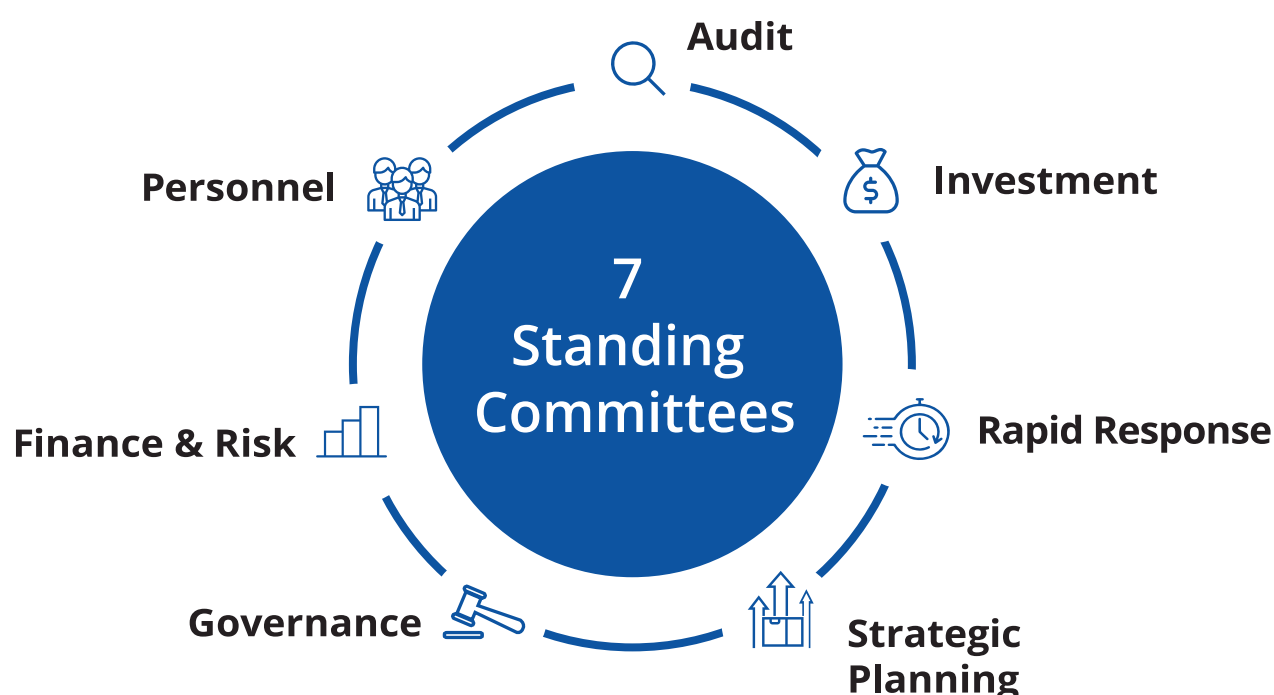 Audit
Investment
Rapid Response
Strategic
Planning
Governance
Finance & Risk
Personnel
7
Standing
Committees
$